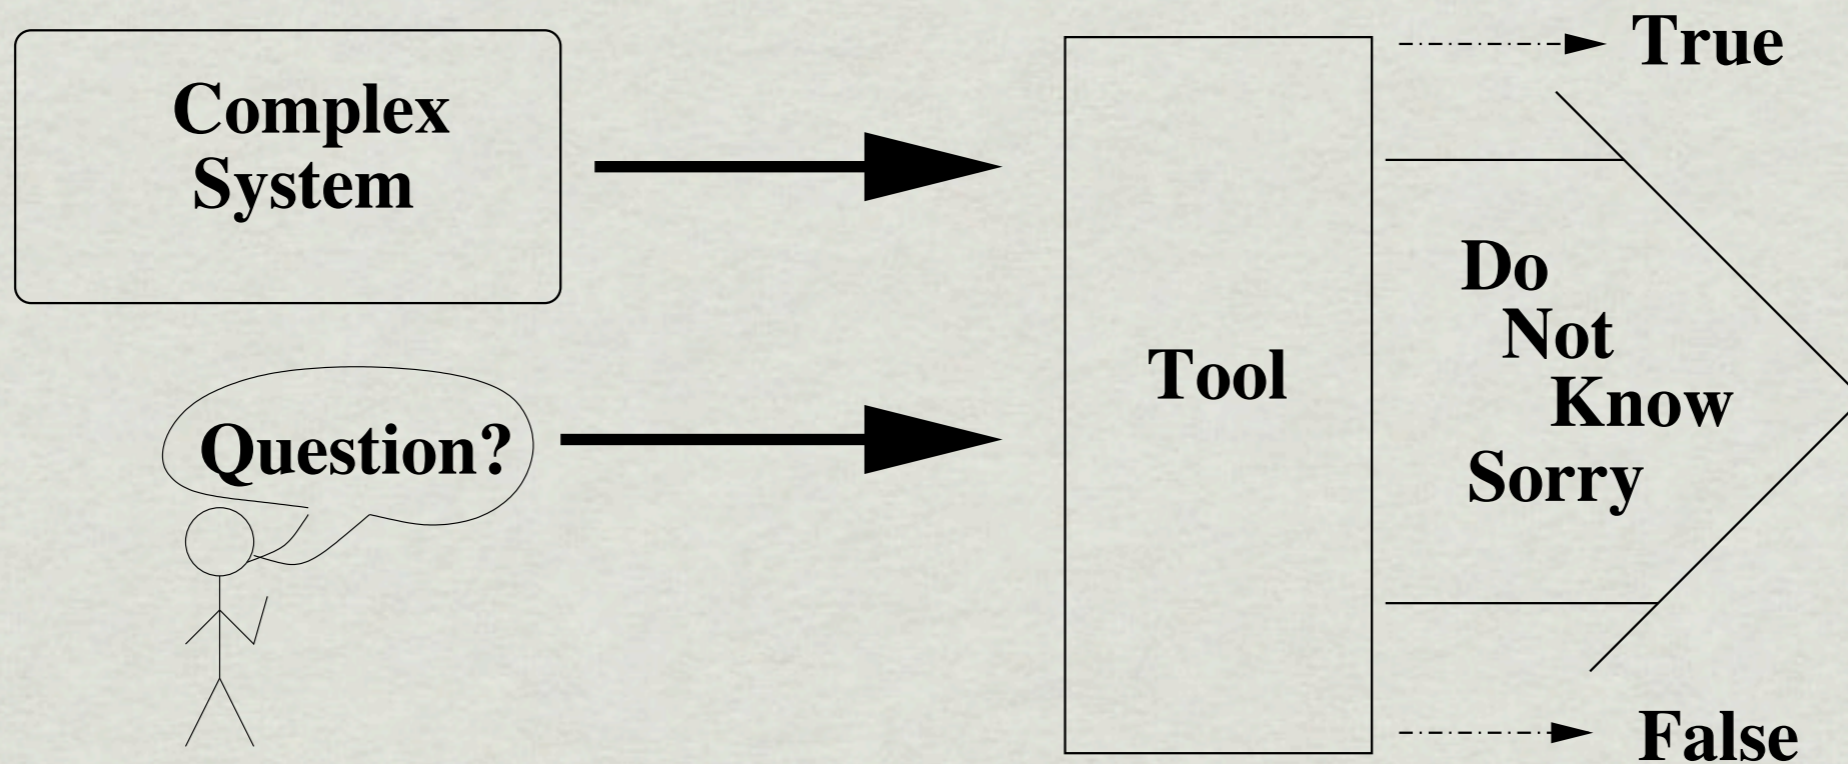 Complex
System
Question?
Tool
True
Do
Not
Know
Sorry
False